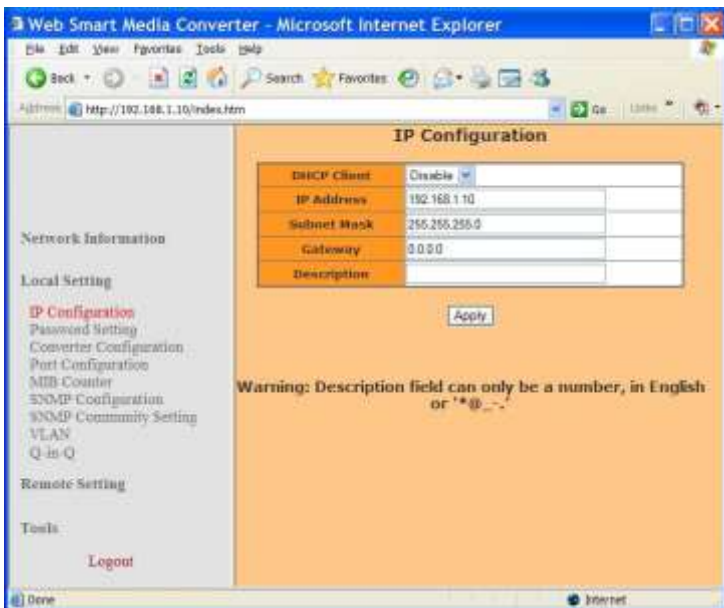 Web Smart Media Converter - Microsoft Internet Explorer
File Edit View Favorites Tools Help
Back Search Favorites
Address http://192.168.1.10/index.htm Go Links
IP Configuration
DHCP Client Disable
IP Address 192.168.1.10
Subnet Mask 255.255.255.0
Gateway 0.0.0.0
Description
Apply
Warning: Description field can only be a number, in English
or '*@_-.'
Network Information
Local Setting
IP Configuration
Password Setting
Converter Configuration
Port Configuration
MIB Counter
SNMP Configuration
SNMP Community Setting
VLAN
Q-in-Q
Remote Setting
Tools
Logout
Done Internet